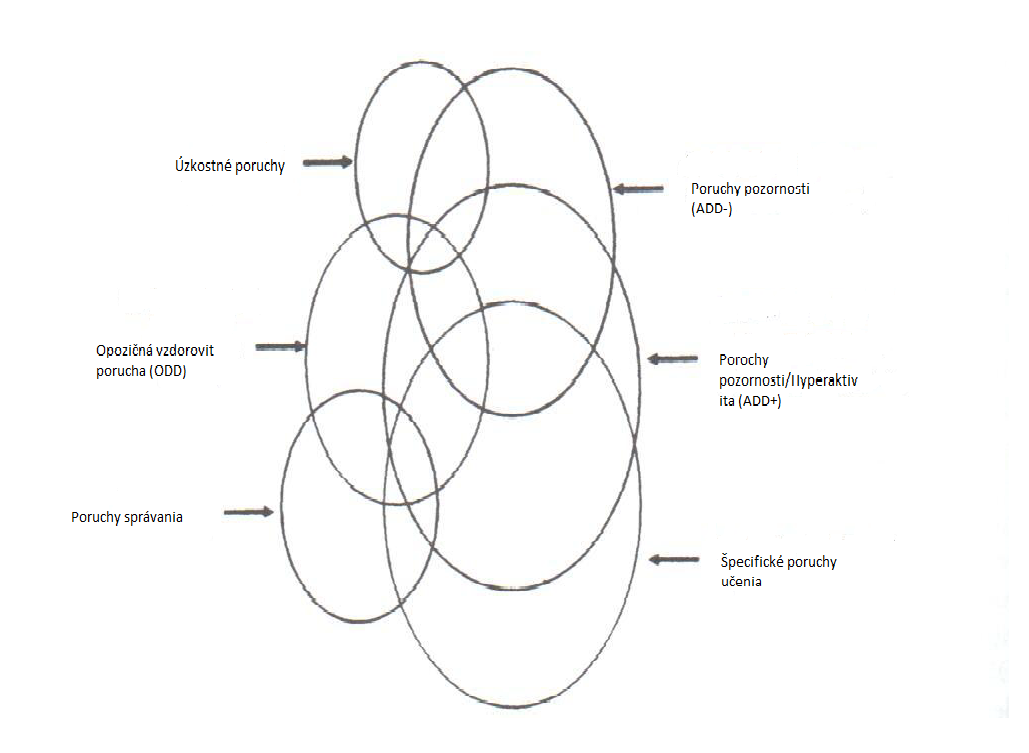 Úzkostné poruchy
Poruchy pozornosti
(ADD-)
Opozičná vzdorovit
porucha (ODD)
Porochy
pozornosti/Hyperaktiv
ita (ADD+)
Poruchy správania
Špecifické poruchy
učenia